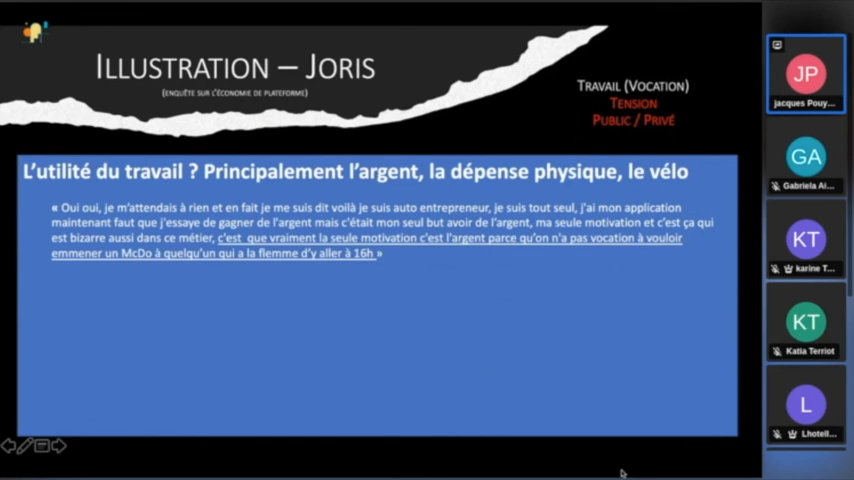 ILLUSTRATION – JORIS
(ENQUÊTE SUR L'ÉCONOMIE DE PLATEFORME)
TRAVAIL (VOCATION)
TENSION
PUBLIC / PRIVÉ
L'utilité du travail ? Principalement l'argent, la dépense physique, le vélo
« Oui oui, je m'attendais à rien et en fait je me suis dit voilà je suis auto entrepreneur, je suis tout seul, j'ai mon application
maintenant faut que j'essaye de gagner de l'argent mais c'était mon seul but avoir de l'argent, ma seule motivation et c'est ça qui
est bizarre aussi dans ce métier, c'est que vraiment la seule motivation c'est l'argent parce qu'on n'a pas vocation à vouloir
emmener un McDo à quelqu'un qui a la flemme d'y aller à 16h »
JP
jacques Pouy...
GA
Gabriela Ai...
KT
karine T...
KT
Katia Terriot
L
Lhotell...